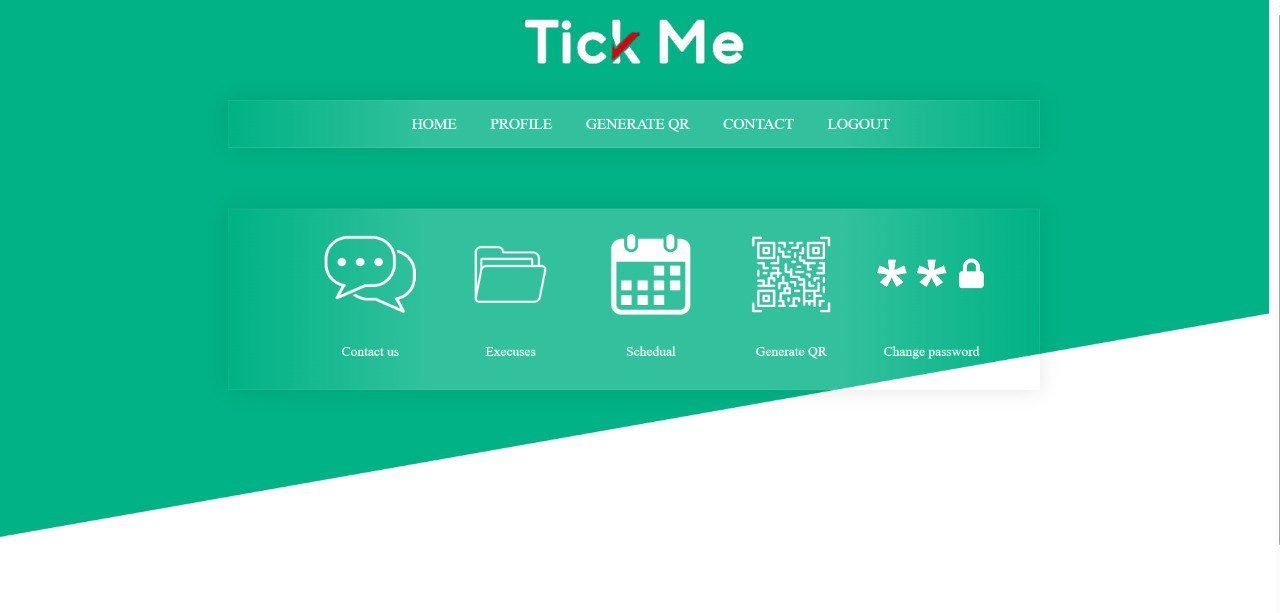 Tick Me
HOME PROFILE GENERATE QR CONTACT LOGOUT
Contact us Execuses Schedual Generate QR Change password